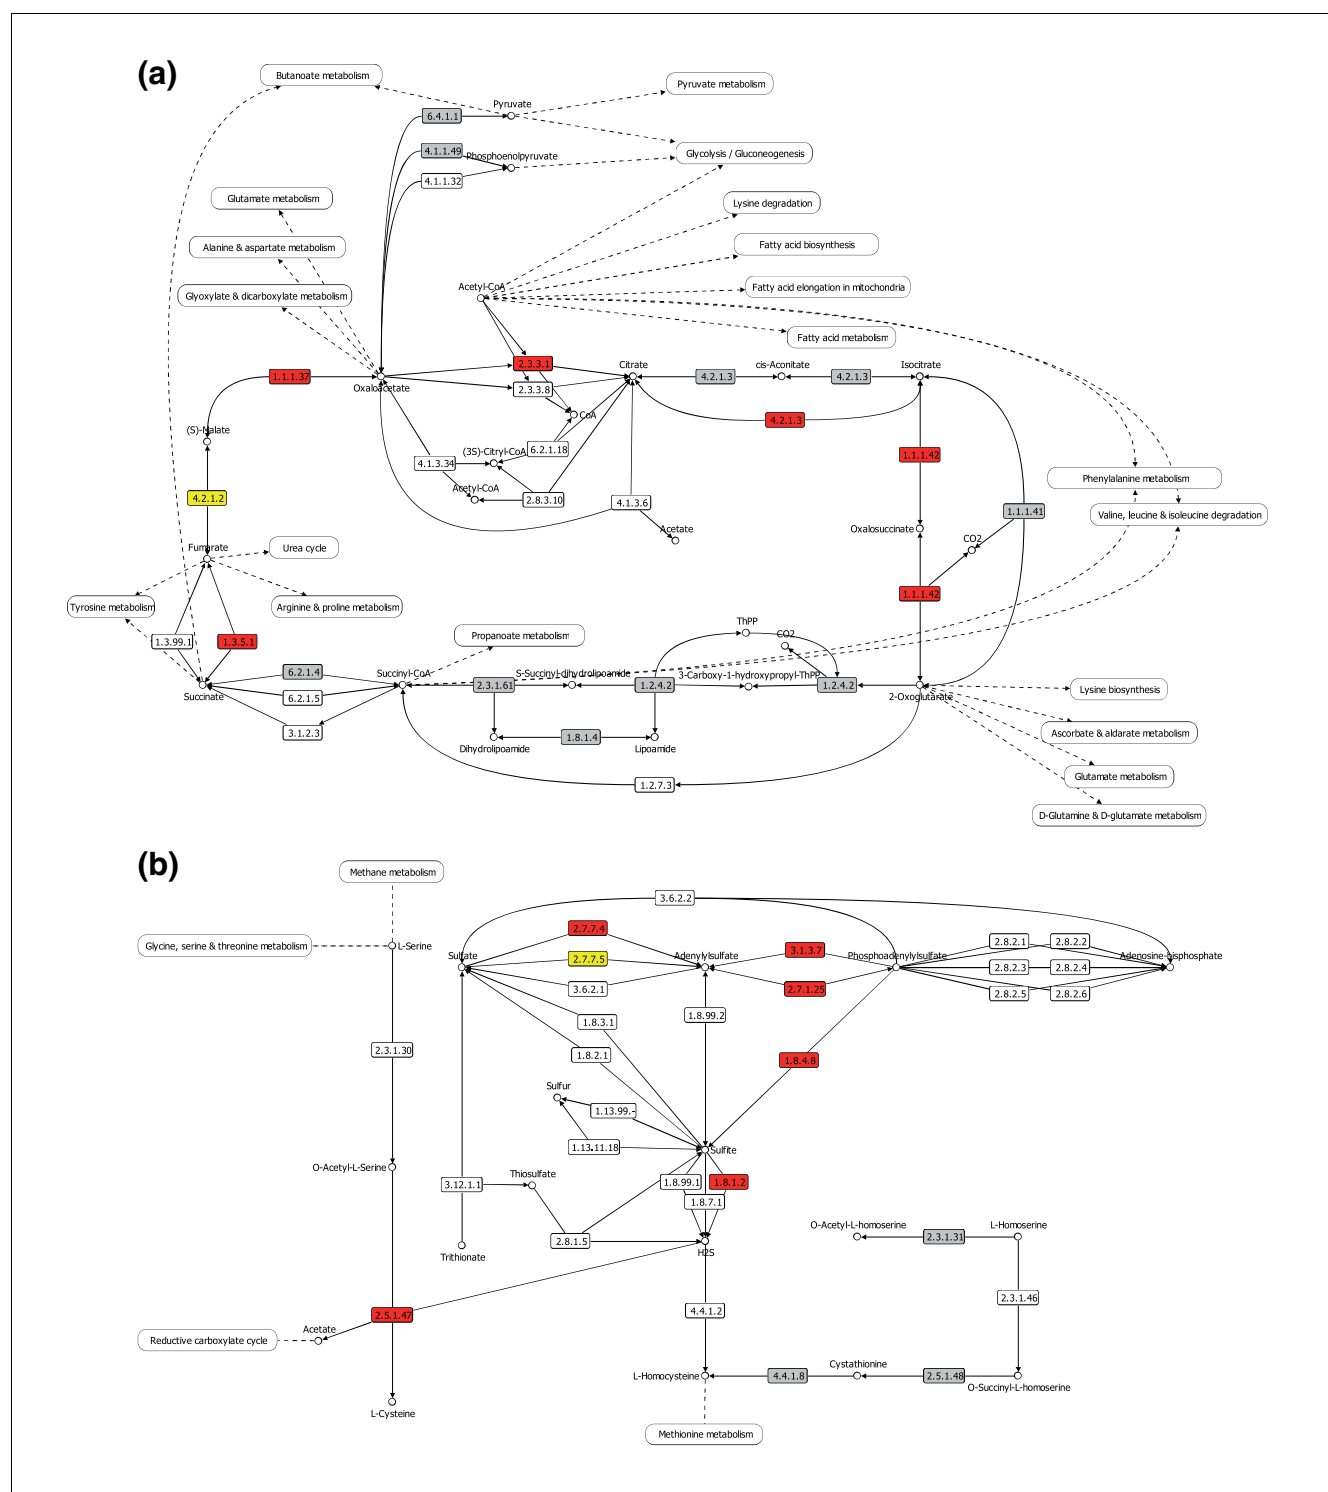 (a)
Butanoate metabolism
Pyruvate metabolism
Pyruvate
6.4.1.1
4.1.1.49
Phosphoenolpyruvate
Glycolysis / Gluconeogenesis
4.1.1.32
Glutamate metabolism
Lysine degradation
Alanine & aspartate metabolism
Fatty acid biosynthesis
Glyoxylate & dicarboxylate metabolism
Acetyl-CoA
Fatty acid elongation in mitochondria
Fatty acid metabolism
1.1.1.37
Oxaloacetate
2.3.3.1
Citrate
cis-Aconitate
Isocitrate
4.2.1.3
4.2.1.3
2.3.3.8
CoA
4.2.1.3
(S)-Malate
6.2.1.18
(3S)-Citryl-CoA
4.1.3.34
1.1.1.42
Phenylalanine metabolism
4.2.1.2
Acetyl-CoA
2.8.3.10
4.1.3.6
1.1.1.41
Valine, leucine & isoleucine degradation
Acetate
Oxalosuccinate
CO2
Fumarate
Urea cycle
Tyrosine metabolism
Arginine & proline metabolism
1.1.1.42
1.3.99.1
1.3.5.1
Propanoate metabolism
ThPP
CO2
6.2.1.4
Succinyl-CoA
S-Succinyl-dihydrolipoamide
3-Carboxy-1-hydroxypropyl-ThPP
2.3.1.61
1.2.4.2
1.2.4.2
Succinate
6.2.1.5
2-Oxoglutarate
Lysine biosynthesis
3.1.2.3
Dihydrolipoamide
1.8.1.4
Lipoamide
Ascorbate & aldarate metabolism
1.2.7.3
Glutamate metabolism
D-Glutamine & D-glutamate metabolism
(b)
Methane metabolism
3.6.2.2
2.7.7.4
Glycine, serine & threonine metabolism
L-Serine
3.1.3.7
2.8.2.1
2.8.2.2
Sulfate
2.7.7.5
Adenylylsulfate
Phosphoadenylylsulfate
Adenosine-bisphosphate
2.8.2.3
2.8.2.4
3.6.2.1
2.7.1.25
2.8.2.5
2.8.2.6
1.8.3.1
1.8.99.2
2.3.1.30
1.8.2.1
1.8.4.8
Sulfur
1.13.99.-
1.13.11.18
Sulfite
O-Acetyl-L-Serine
Thiosulfate
3.12.1.1
1.8.99.1
1.8.1.2
1.8.7.1
O-Acetyl-L-homoserine
L-Homoserine
2.8.1.5
2.3.1.31
Trithionate
H2S
2.3.1.46
2.5.1.47
4.4.1.2
Acetate
Reductive carboxylate cycle
Cystathionine
L-Homocysteine
4.4.1.8
2.5.1.48
O-Succinyl-L-homoserine
L-Cysteine
Methionine metabolism